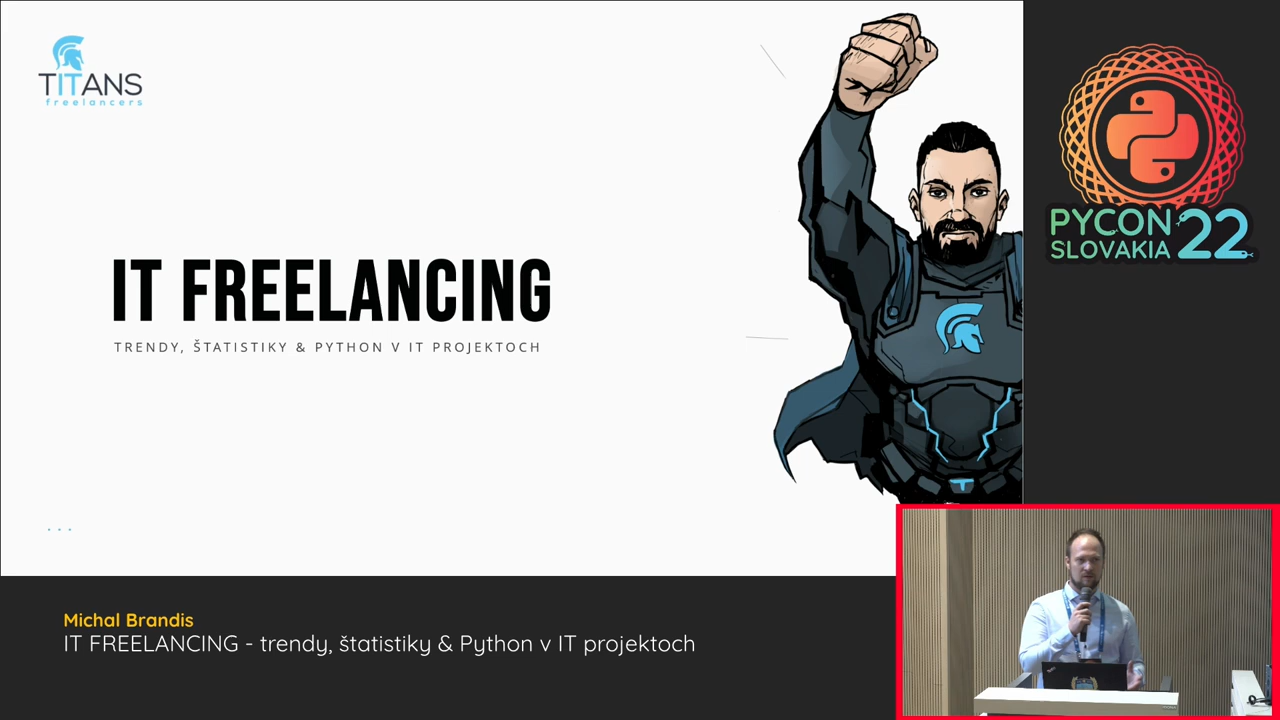 TITANS
freelancers
IT FREELANCING
TRENDY, ŠTATISTIKY & PYTHON V IT PROJEKTOCH
PYCON
SLOVAKIA
22
Michal Brandis
IT FREELANCING - trendy, štatistiky & Python v IT projektoch